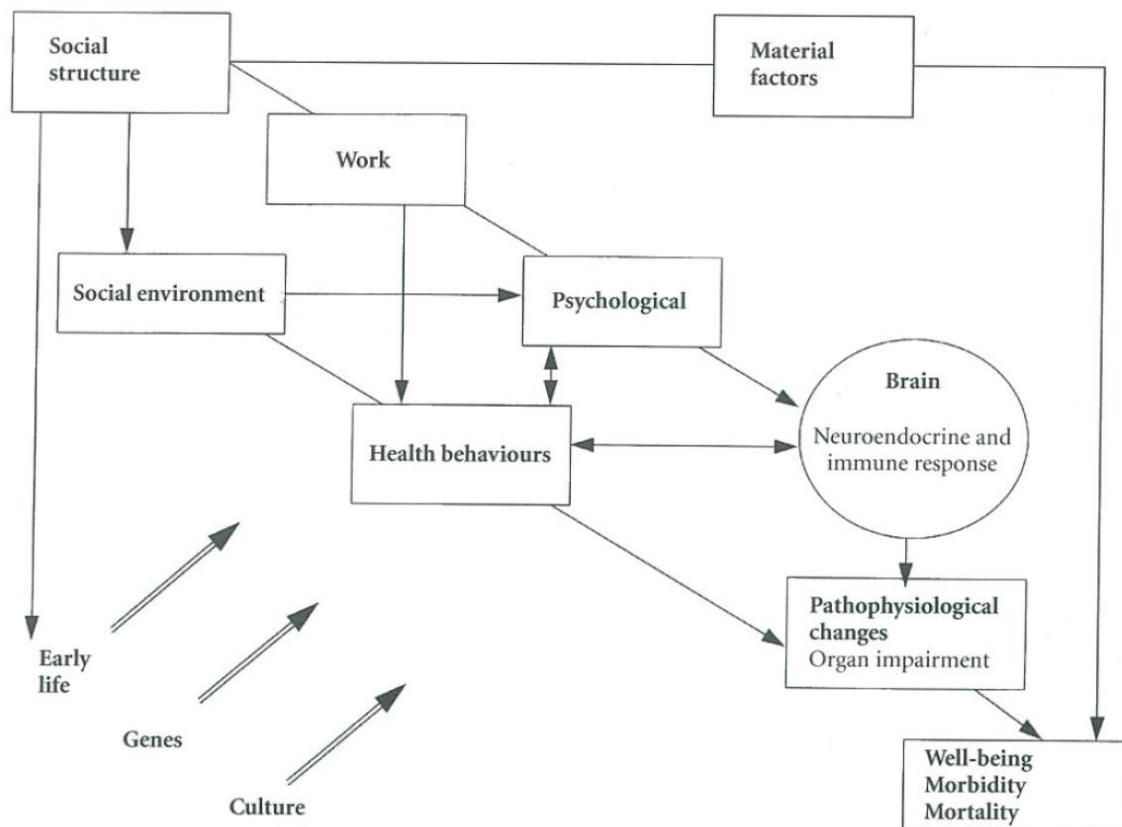 Social
structure
Material
factors
Work
Social environment
Psychological
Brain
Neuroendocrine and
immune response
Health behaviours
Pathophysiological
changes
Organ impairment
Early
life
Genes
Culture
Well-being
Morbidity
Mortality